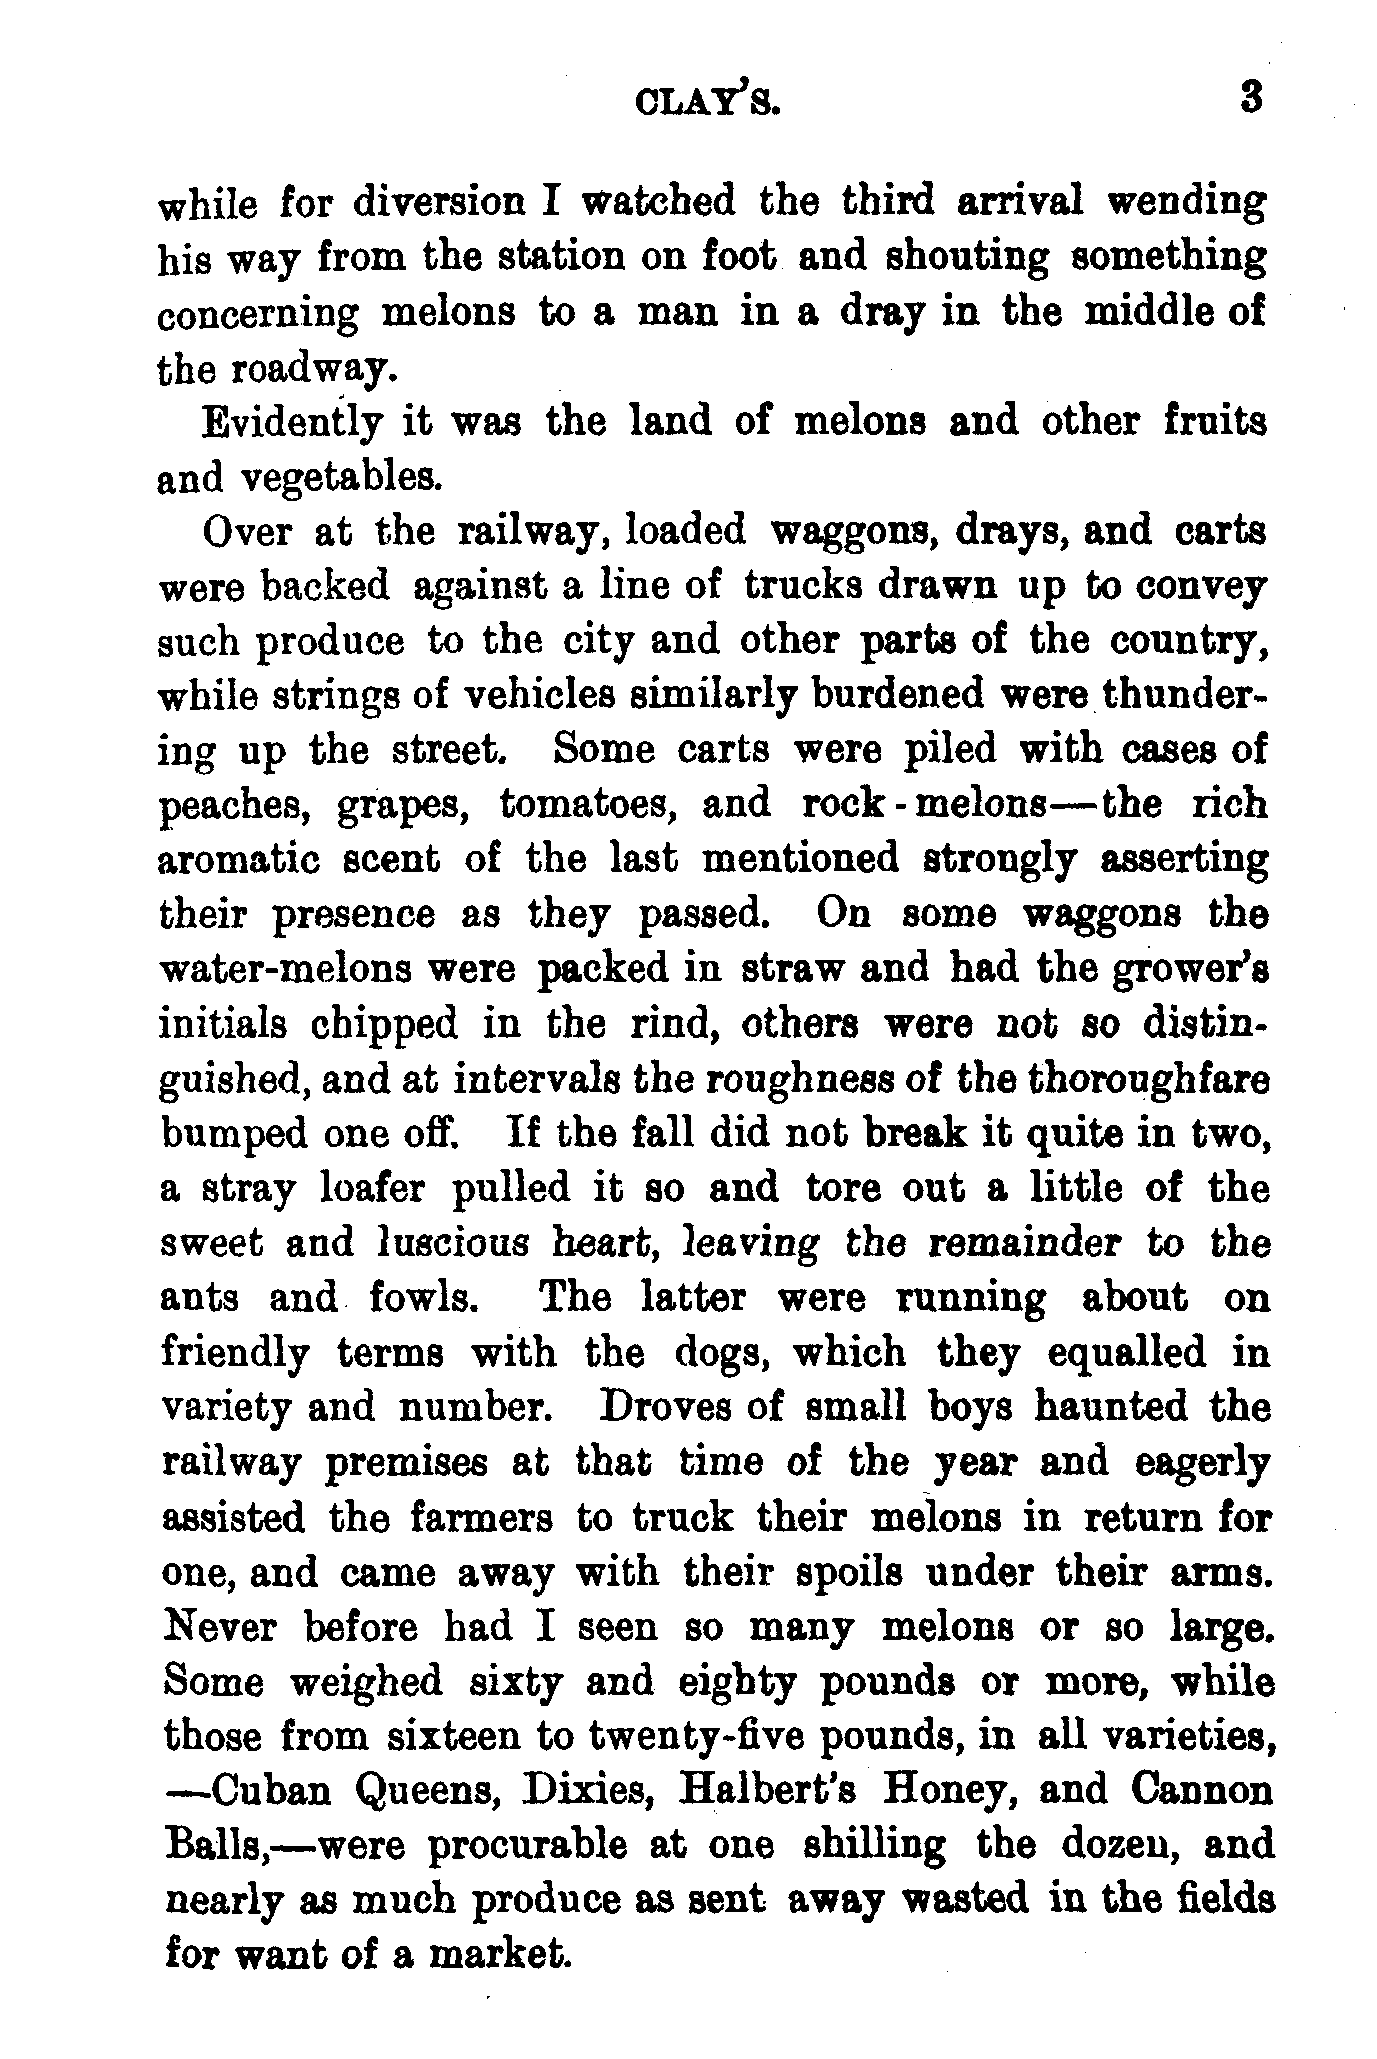 CLAY'S. 3
while for diversion I watched the third arrival wending
his way from the station on foot and shouting something
concerning melons to a man in a dray in the middle of
the roadway.
Evidently it was the land of melons and other fruits
and vegetables.
Over at the railway, loaded waggons, drays, and carts
were backed against a line of trucks drawn up to convey
such produce to the city and other parts of the country,
while strings of vehicles similarly burdened were thunder-
ing up the street. Some carts were piled with cases of
peaches, grapes, tomatoes, and rock-melons—the rich
aromatic scent of the last mentioned strongly asserting
their presence as they passed. On some waggons the
water-melons were packed in straw and had the grower's
initials chipped in the rind, others were not so distin-
guished, and at intervals the roughness of the thoroughfare
bumped one off. If the fall did not break it quite in two,
a stray loafer pulled it so and tore out a little of the
sweet and luscious heart, leaving the remainder to the
ants and fowls. The latter were running about on
friendly terms with the dogs, which they equalled in
variety and number. Droves of small boys haunted the
railway premises at that time of the year and eagerly
assisted the farmers to truck their melons in return for
one, and came away with their spoils under their arms.
Never before had I seen so many melons or so large.
Some weighed sixty and eighty pounds or more, while
those from sixteen to twenty-five pounds, in all varieties,
—Cuban Queens, Dixies, Halbert's Honey, and Cannon
Balls,—were procurable at one shilling the dozen, and
nearly as much produce as sent away wasted in the fields
for want of a market.